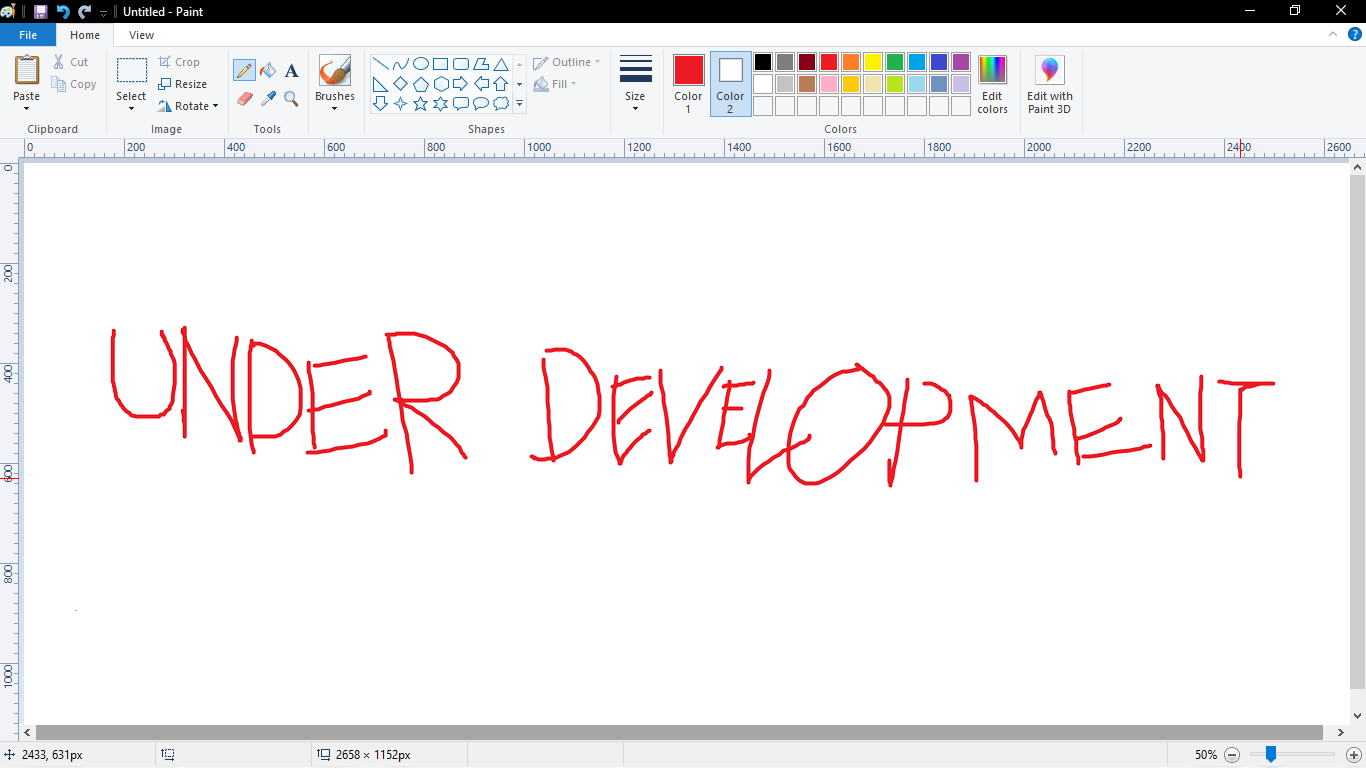 Untitled - Paint
File Home View
Cut Crop Outline
Paste Copy Select Resize Brushes Fill Size Color 1 Color 2 Edit colors Edit with Paint 3D
Rotate
Clipboard Image Tools Shapes Colors
0 200 400 600 800 1000 1200 1400 1600 1800 2000 2200 2400 2600
0
200
400
UNDER DEVELOPMENT
600
800
1000
2433, 631px 2658 × 1152px 50%